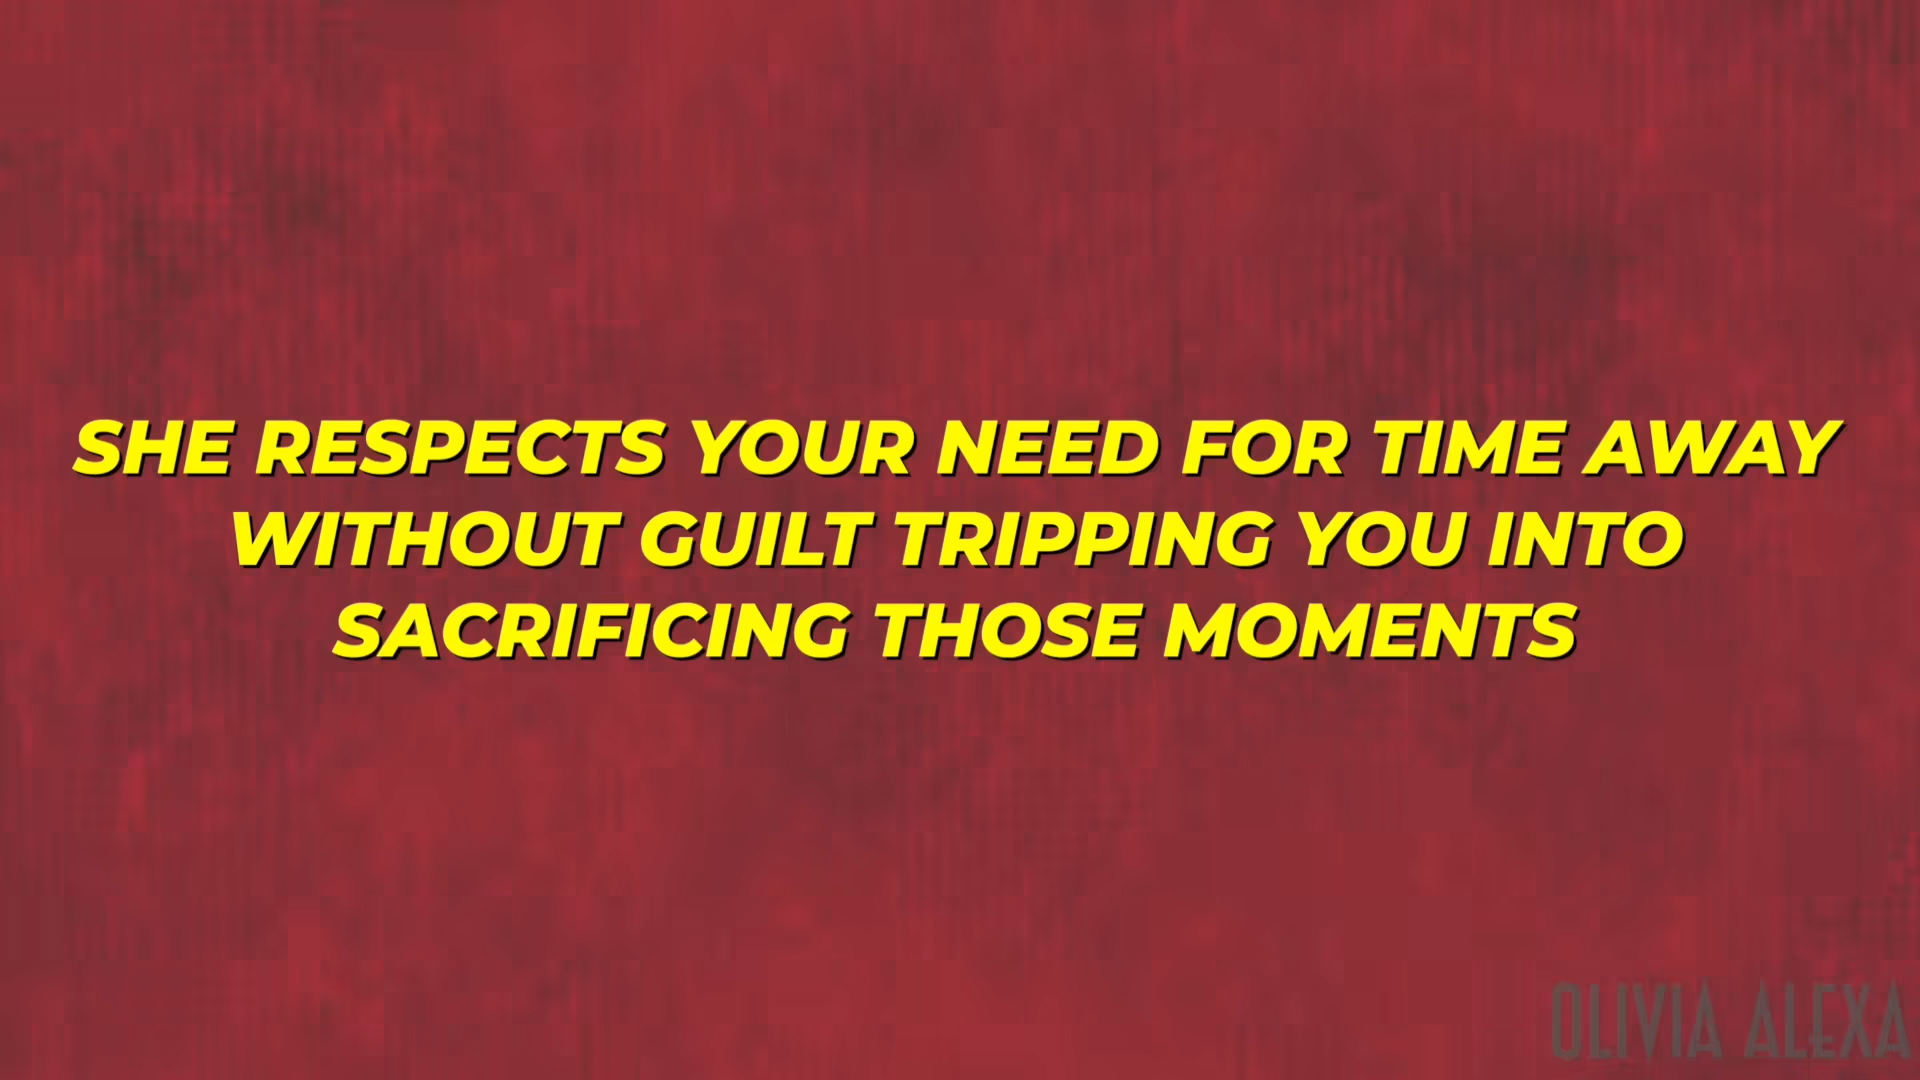 SHE RESPECTS YOUR NEED FOR TIME AWAY
WITHOUT GUILT TRIPPING YOU INTO
SACRIFICING THOSE MOMENTS
OLIVIA ALEXA